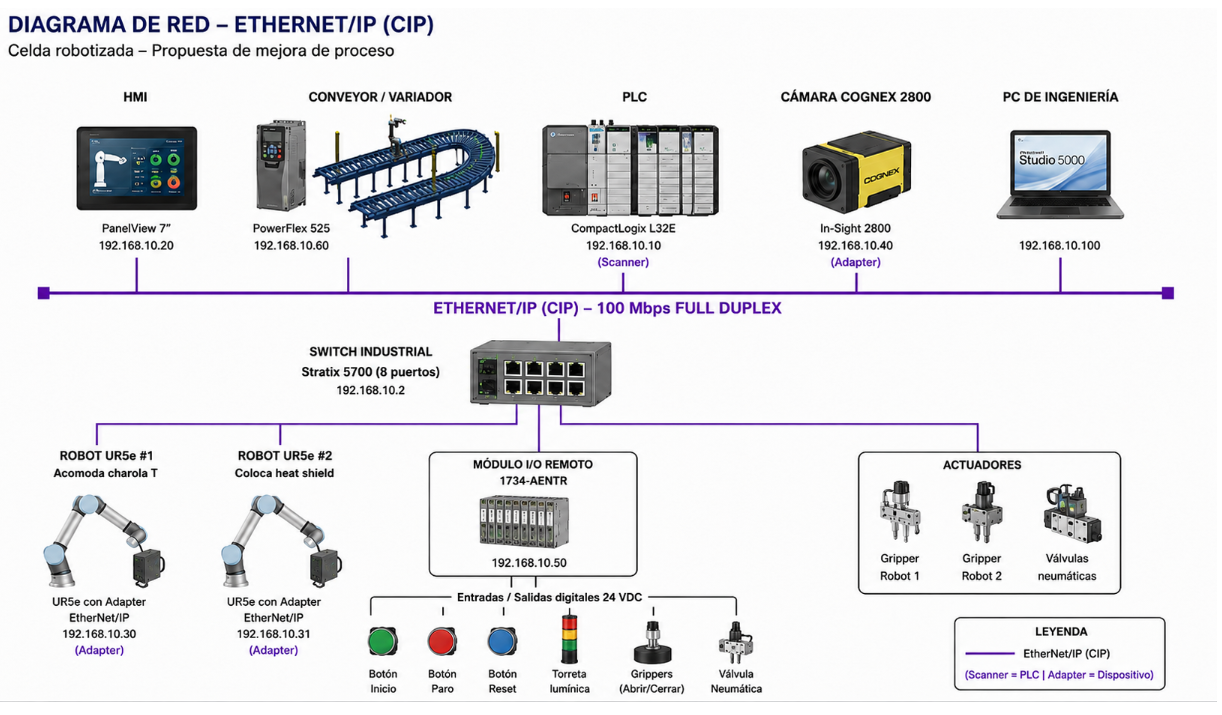 DIAGRAMA DE RED – ETHERNET/IP (CIP)
Celda robotizada – Propuesta de mejora de proceso
HMI
CONVEYOR / VARIADOR
PLC
CÁMARA COGNEX 2800
PC DE INGENIERÍA
COGNEX
Studio 5000
PanelView 7"
192.168.10.20
PowerFlex 525
192.168.10.60
CompactLogix L32E
192.168.10.10
(Scanner)
In-Sight 2800
192.168.10.40
(Adapter)
192.168.10.100
ETHERNET/IP (CIP) – 100 Mbps FULL DUPLEX
SWITCH INDUSTRIAL
Stratix 5700 (8 puertos)
192.168.10.2
ROBOT UR5e #1
Acomoda charola T
UR5e con Adapter
EtherNet/IP
192.168.10.30
(Adapter)
ROBOT UR5e #2
Coloca heat shield
UR5e con Adapter
EtherNet/IP
192.168.10.31
(Adapter)
MÓDULO I/O REMOTO
1734-AENTR
192.168.10.50
Entradas / Salidas digitales 24 VDC
Botón
Inicio
Botón
Paro
Botón
Reset
Torreta
lumínica
Grippers
(Abrir/Cerrar)
Válvula
Neumática
ACTUADORES
Gripper
Robot 1
Gripper
Robot 2
Válvulas
neumáticas
LEYENDA
EtherNet/IP (CIP)
(Scanner = PLC | Adapter = Dispositivo)